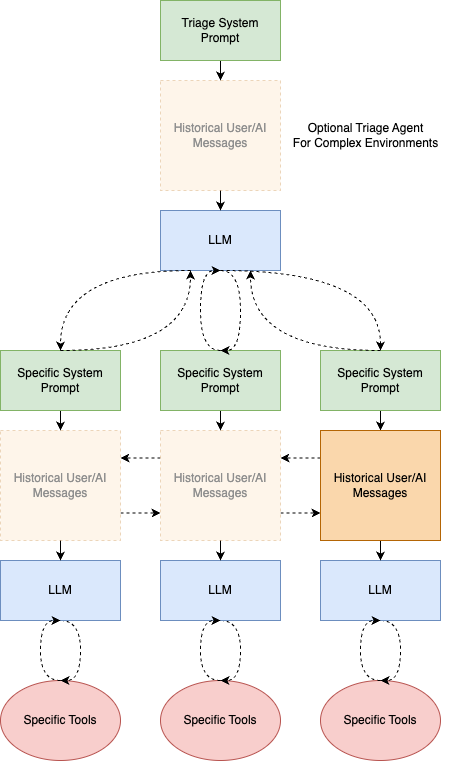 Triage System
Prompt
Historical User/AI
Messages
Optional Triage Agent
For Complex Environments
LLM
Specific System
Prompt
Specific System
Prompt
Specific System
Prompt
Historical User/AI
Messages
Historical User/AI
Messages
Historical User/AI
Messages
LLM
LLM
LLM
Specific Tools
Specific Tools
Specific Tools